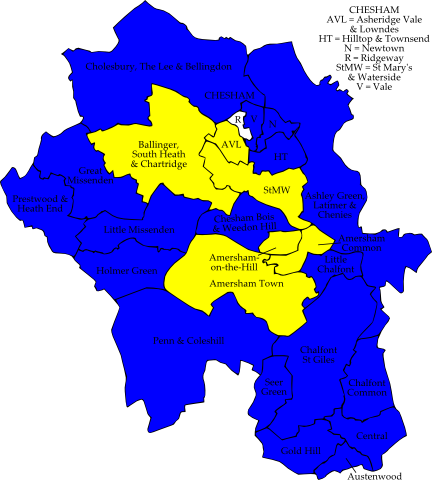 CHESHAM
AVL = Asheridge Vale
& Lowndes
HT = Hilltop & Townsend
N = Newtown
R = Ridgeway
StMW = St Mary's
& Waterside
V = Vale
Cholesbury, The Lee & Bellingdon
CHESHAM
R
V
N
AVL
HT
Ballinger,
South Heath
& Chartridge
Great
Missenden
StMW
Prestwood &
Heath End
Ashley Green,
Latimer &
Chenies
Chesham Bois
& Weedon Hill
Little Missenden
Amersham
Common
Amersham-
on-the-Hill
Little
Chalfont
Holmer Green
Amersham Town
Penn & Coleshill
Chalfont
St Giles
Seer
Green
Chalfont
Common
Central
Gold Hill
Austenwood